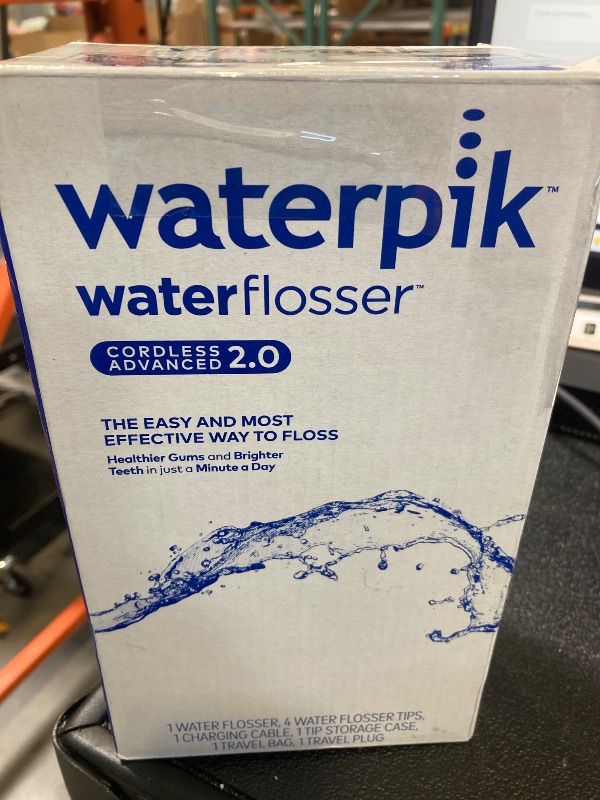 waterpik™
waterflosser™
CORDLESS
ADVANCED 2.0
THE EASY AND MOST
EFFECTIVE WAY TO FLOSS
Healthier Gums and Brighter
Teeth in just a Minute a Day
1 WATER FLOSSER, 4 WATER FLOSSER TIPS,
1 CHARGING CABLE, 1 TIP STORAGE CASE,
1 TRAVEL BAG, 1 TRAVEL PLUG